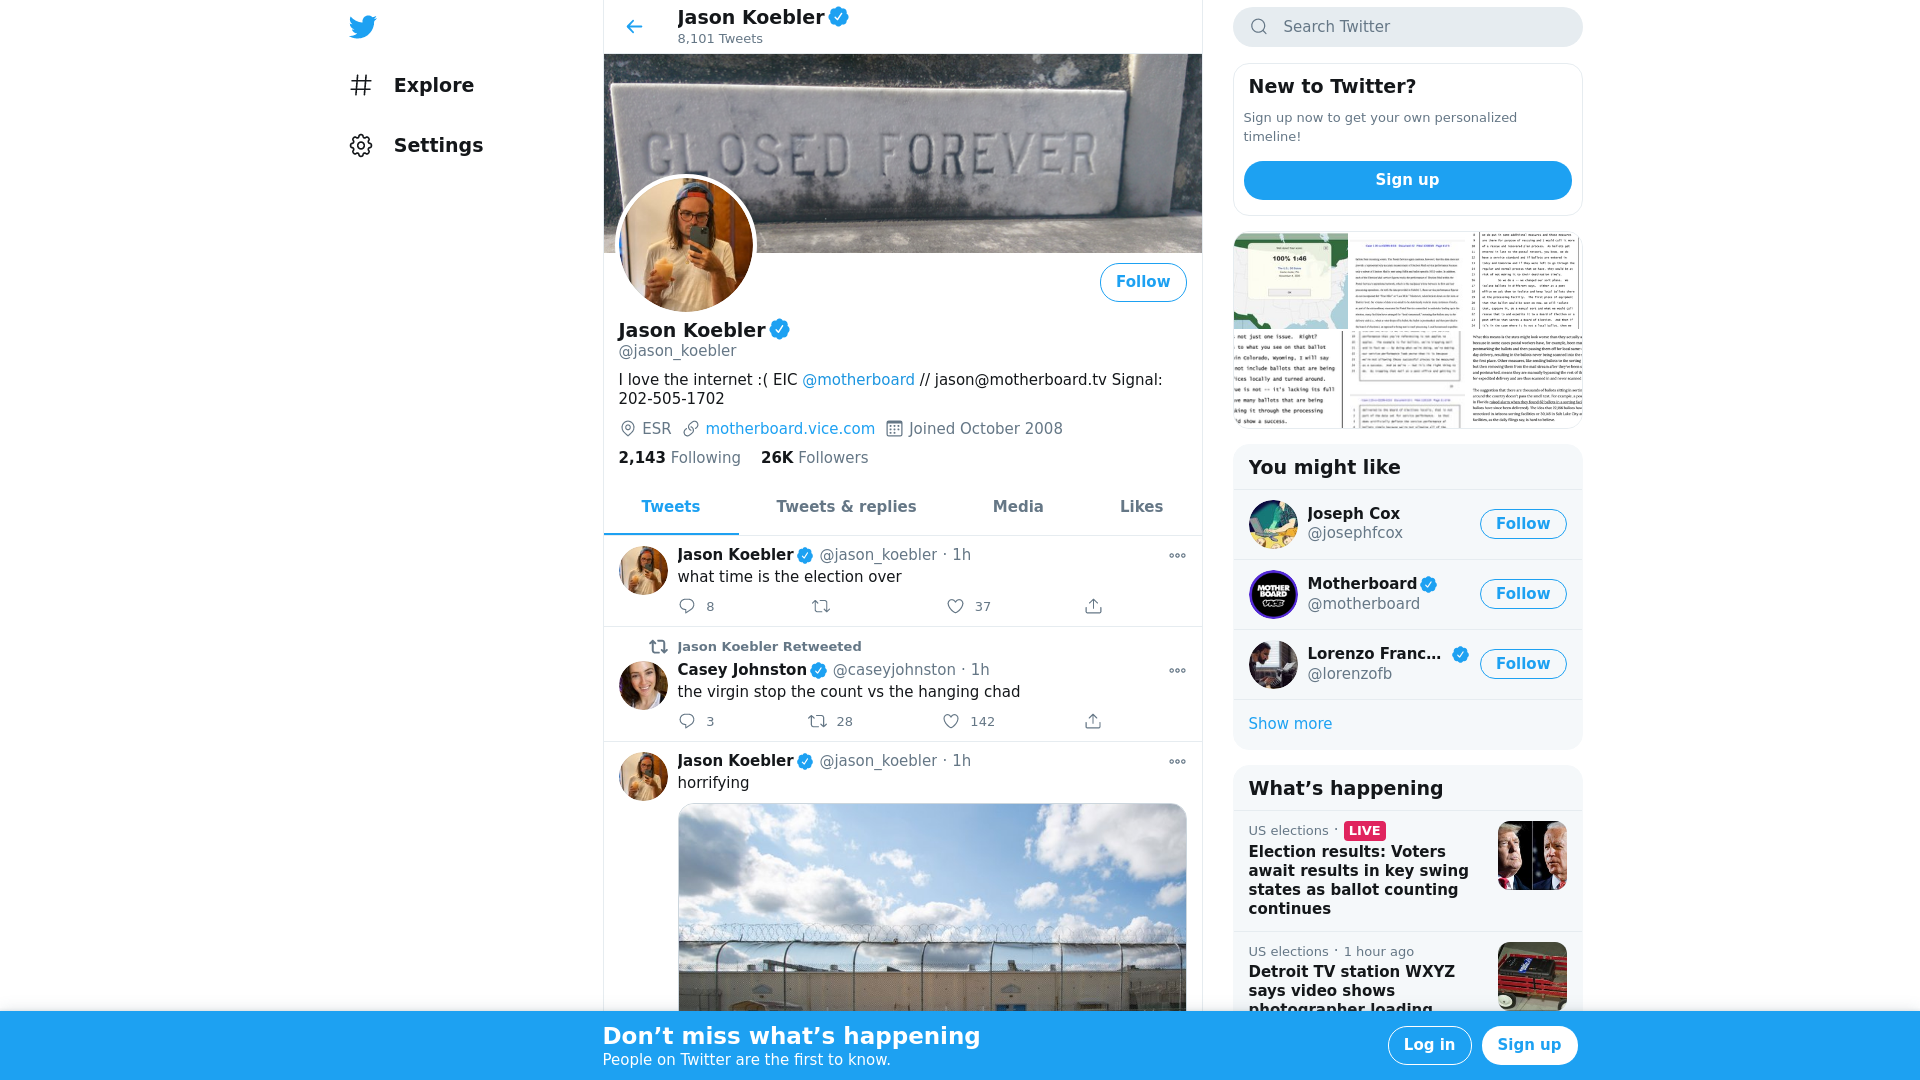 Explore
Settings
Jason Koebler
8,101 Tweets
CLOSED FOREVER
Follow
Jason Koebler
@jason_koebler
I love the internet :( EIC @motherboard // jason@motherboard.tv Signal:
202-505-1702
ESR motherboard.vice.com Joined October 2008
2,143 Following 26K Followers
Tweets Tweets & replies Media Likes
Jason Koebler @jason_koebler · 1h
what time is the election over
8 37
Jason Koebler Retweeted
Casey Johnston @caseyjohnston · 1h
the virgin stop the count vs the hanging chad
3 28 142
Jason Koebler @jason_koebler · 1h
horrifying
Search Twitter
New to Twitter?
Sign up now to get your own personalized
timeline!
Sign up
100% 1:46
You might like
Joseph Cox
@josephfcox
Follow
MOTHER
BOARD
VICE
Motherboard
@motherboard
Follow
Lorenzo Franc...
@lorenzofb
Follow
Show more
What’s happening
US elections · LIVE
Election results: Voters
await results in key swing
states as ballot counting
continues
US elections · 1 hour ago
Detroit TV station WXYZ
says video shows
photographer loading
Don’t miss what’s happening
People on Twitter are the first to know.
Log in
Sign up